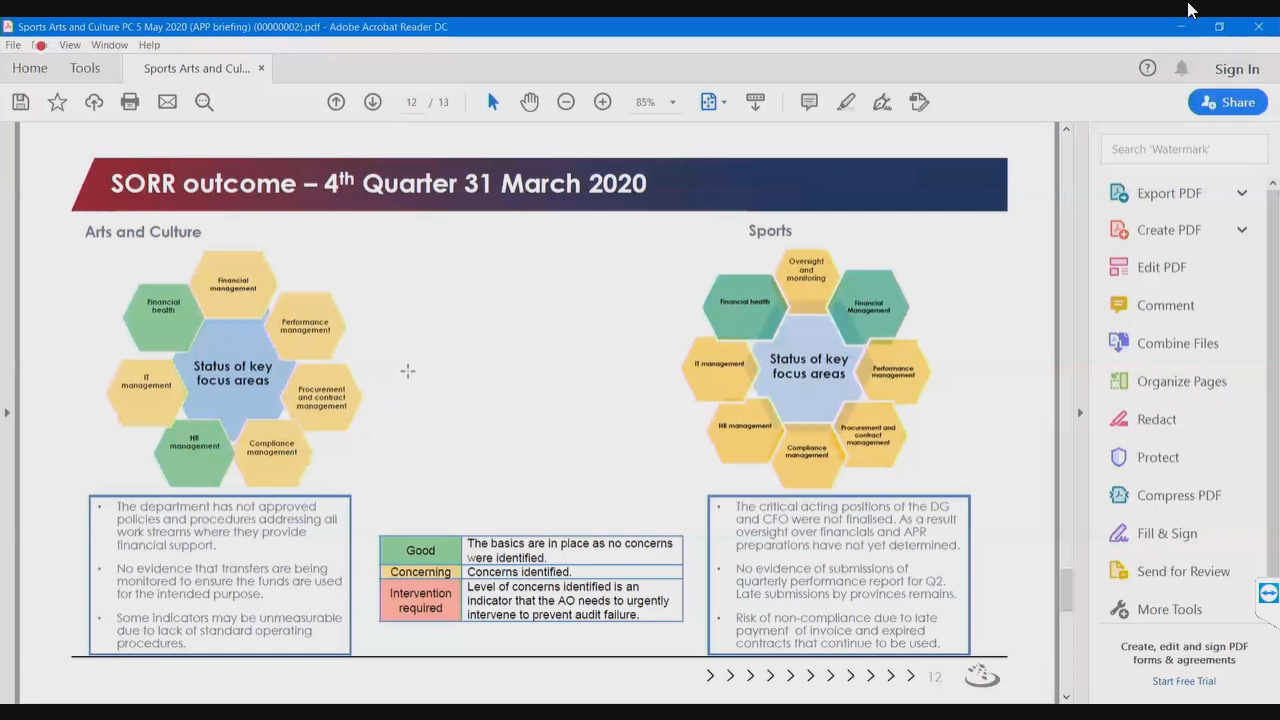 Sports Arts and Culture PC 5 May 2020 (APP briefing) (00000002).pdf - Adobe Acrobat Reader DC
File
View
Window
Help
Home
Tools
Sports Arts and Cul...
Sign In
12 / 13
85%
Share
SORR outcome – 4th Quarter 31 March 2020
Arts and Culture
Financial
management
Financial
health
Performance
management
Status of key
focus areas
IT
management
Procurement
and contract
management
HR
management
Compliance
management
Sports
Oversight
and
monitoring
Financial health
Financial
Management
IT management
Status of key
focus areas
Performance
management
HR management
Procurement and
contract
management
Compliance
management
• The department has not approved
policies and procedures addressing all
work streams where they provide
financial support.
• No evidence that transfers are being
monitored to ensure the funds are used
for the intended purpose.
• Some indicators may be unmeasurable
due to lack of standard operating
procedures.
Good
The basics are in place as no concerns
were identified.
Concerning
Concerns identified.
Intervention
required
Level of concerns identified is an
indicator that the AO needs to urgently
intervene to prevent audit failure.
• The critical acting positions of the DG
and CFO were not finalised. As a result
oversight over financials and APR
preparations have not yet determined.
• No evidence of submissions of
quarterly performance report for Q2.
Late submissions by provinces remains.
• Risk of non-compliance due to late
payment of invoice and expired
contracts that continue to be used.
12
Search 'Watermark'
Export PDF
Create PDF
Edit PDF
Comment
Combine Files
Organize Pages
Redact
Protect
Compress PDF
Fill & Sign
Send for Review
More Tools
Create, edit and sign PDF
forms & agreements
Start Free Trial